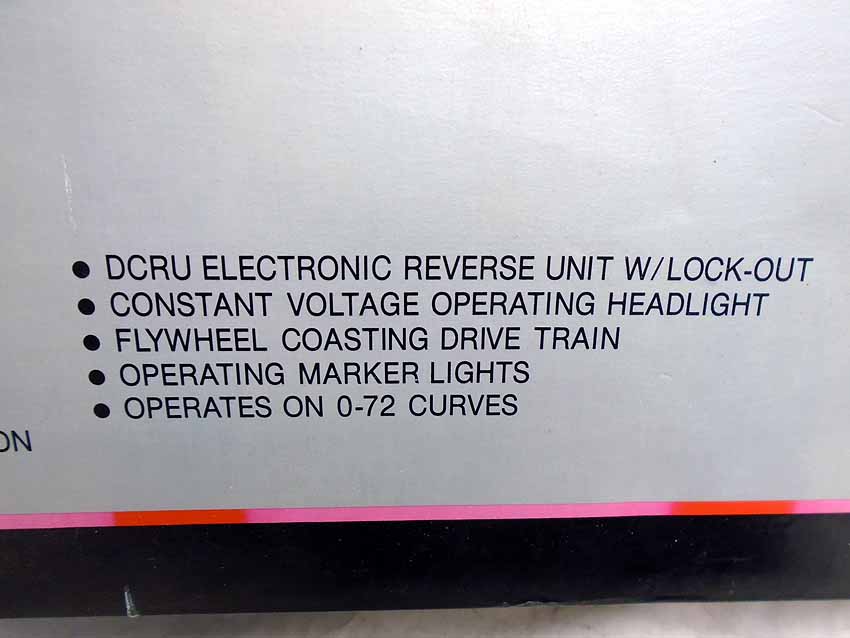 ● DCRU ELECTRONIC REVERSE UNIT W/LOCK-OUT
● CONSTANT VOLTAGE OPERATING HEADLIGHT
● FLYWHEEL COASTING DRIVE TRAIN
● OPERATING MARKER LIGHTS
● OPERATES ON 0-72 CURVES